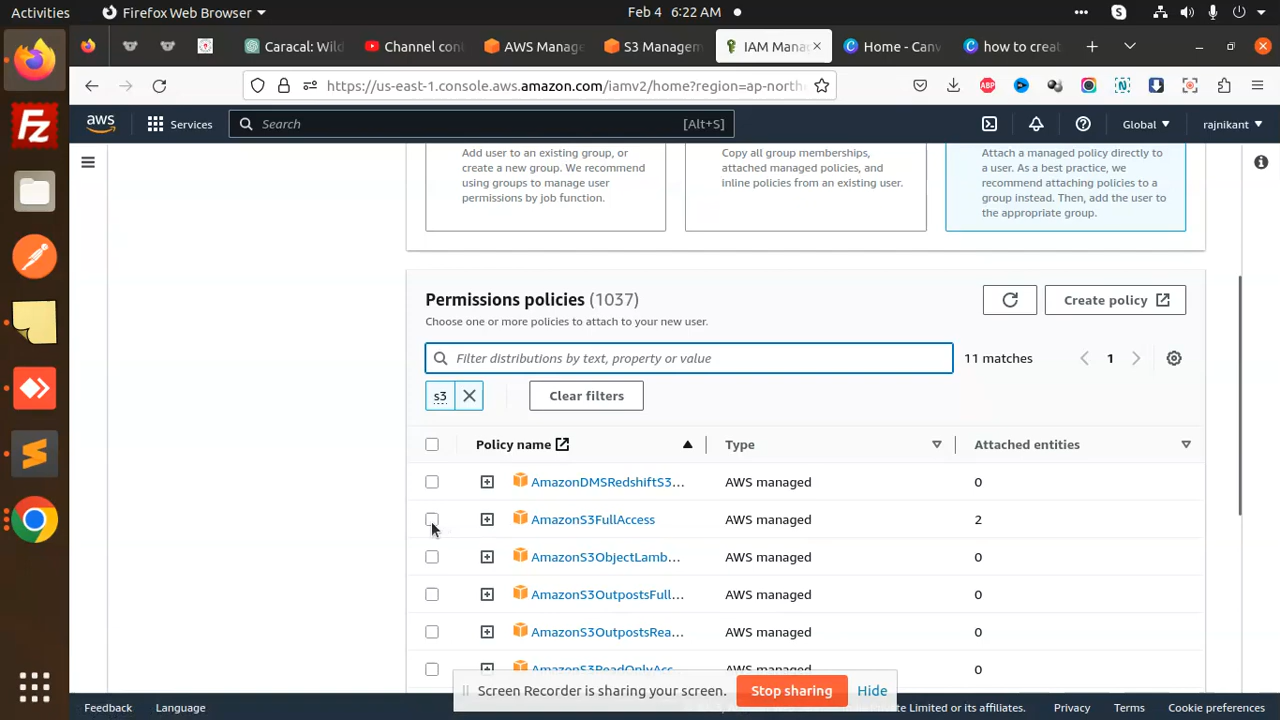 Activities
Firefox Web Browser
Feb 4 6:22 AM
Caracal: Wild
Channel con
AWS Manage
S3 Managem
IAM Mana
Home - Canv
how to creat
https://us-east-1.console.aws.amazon.com/iamv2/home?region=ap-north
ABP
aws
Services
Search
[Alt+S]
Global
rajnikant
Add user to an existing group, or
create a new group. We recommend
using groups to manage user
permissions by job function.
Copy all group memberships,
attached managed policies, and
inline policies from an existing user.
Attach a managed policy directly to
a user. As a best practice, we
recommend attaching policies to a
group instead. Then, add the user to
the appropriate group.
Permissions policies (1037)
Choose one or more policies to attach to your new user.
Create policy
Filter distributions by text, property or value
11 matches
1
s3
Clear filters
Policy name
Type
Attached entities
AmazonDMSRedshiftS3...
AWS managed
0
AmazonS3FullAccess
AWS managed
2
AmazonS3ObjectLamb...
AWS managed
0
AmazonS3OutpostsFull...
AWS managed
0
AmazonS3OutpostsRea...
AWS managed
0
AmazonS3ReadOnlyAcc...
AWS managed
0
Screen Recorder is sharing your screen.
Stop sharing
Hide
Feedback
Language
Limited or its affiliates.
Privacy
Terms
Cookie preferences